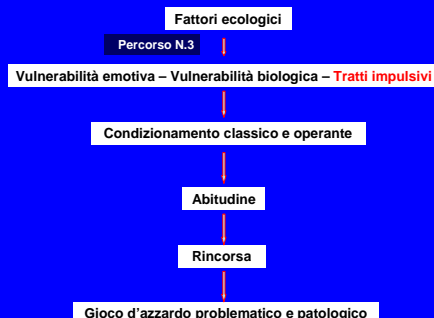 Fattori ecologici
Percorso N.3
Vulnerabilità emotiva – Vulnerabilità biologica – Tratti impulsivi
Condizionamento classico e operante
Abitudine
Rincorsa
Gioco d'azzardo problematico e patologico